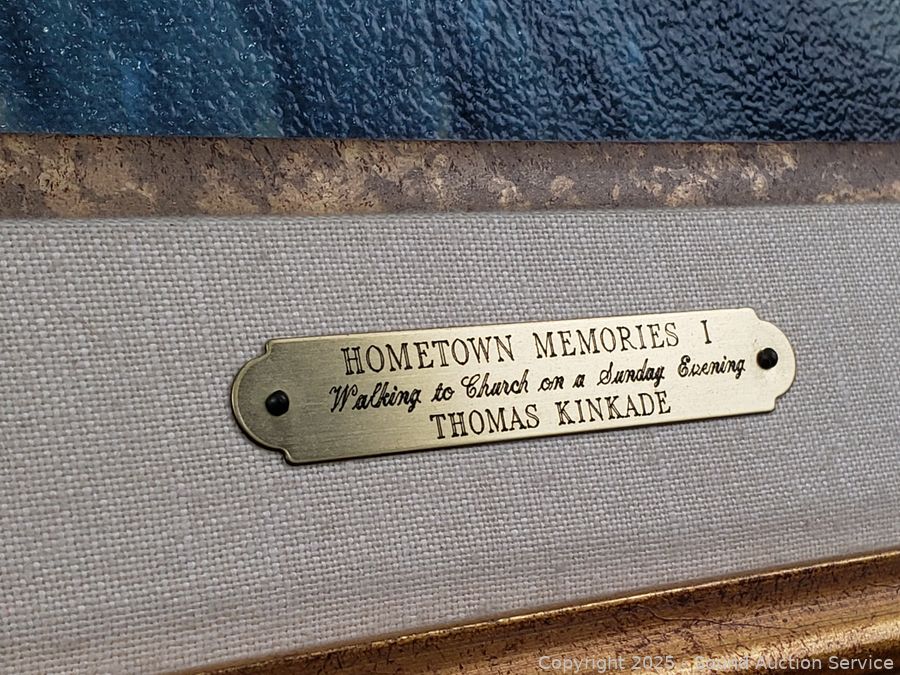 HOMETOWN MEMORIES I
Walking to Church on a Sunday Evening
THOMAS KINKADE
Copyright 2025 - Sound Auction Service